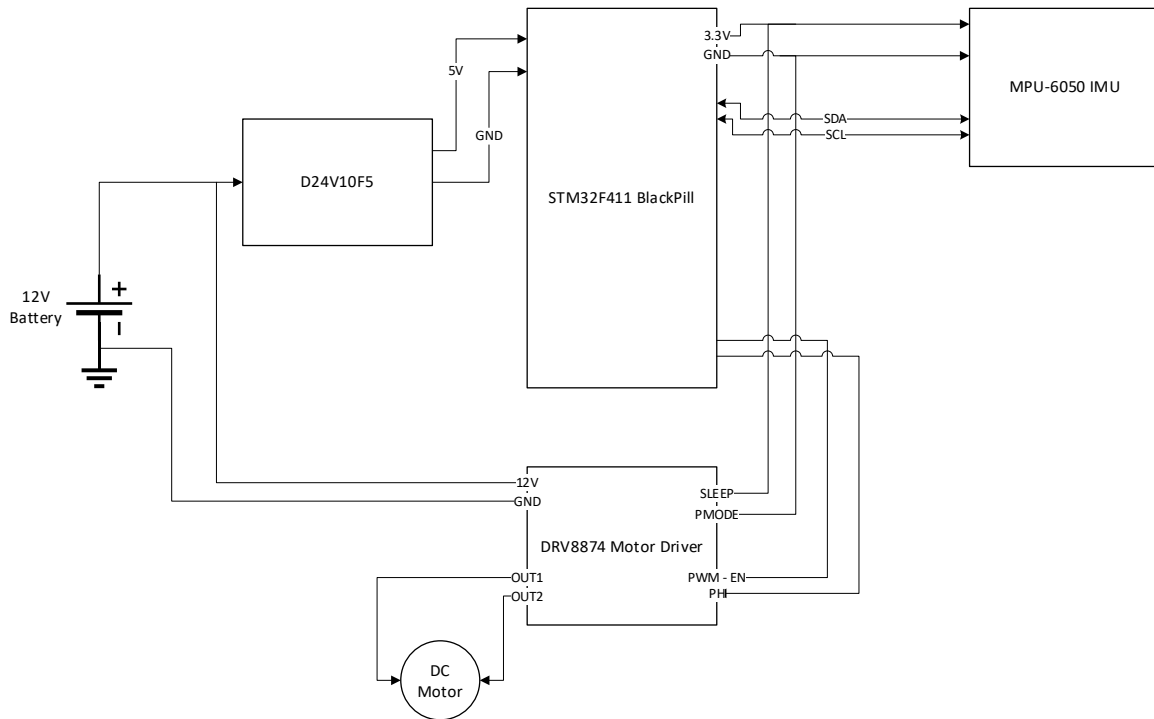 3.3V
GND
5V
MPU-6050 IMU
SDA
SCL
GND
D24V10F5
STM32F411 BlackPill
12V
Battery
+
12V
GND
SLEEP
PMODE
DRV8874 Motor Driver
OUT1
OUT2
PWM - EN
PH
DC
Motor